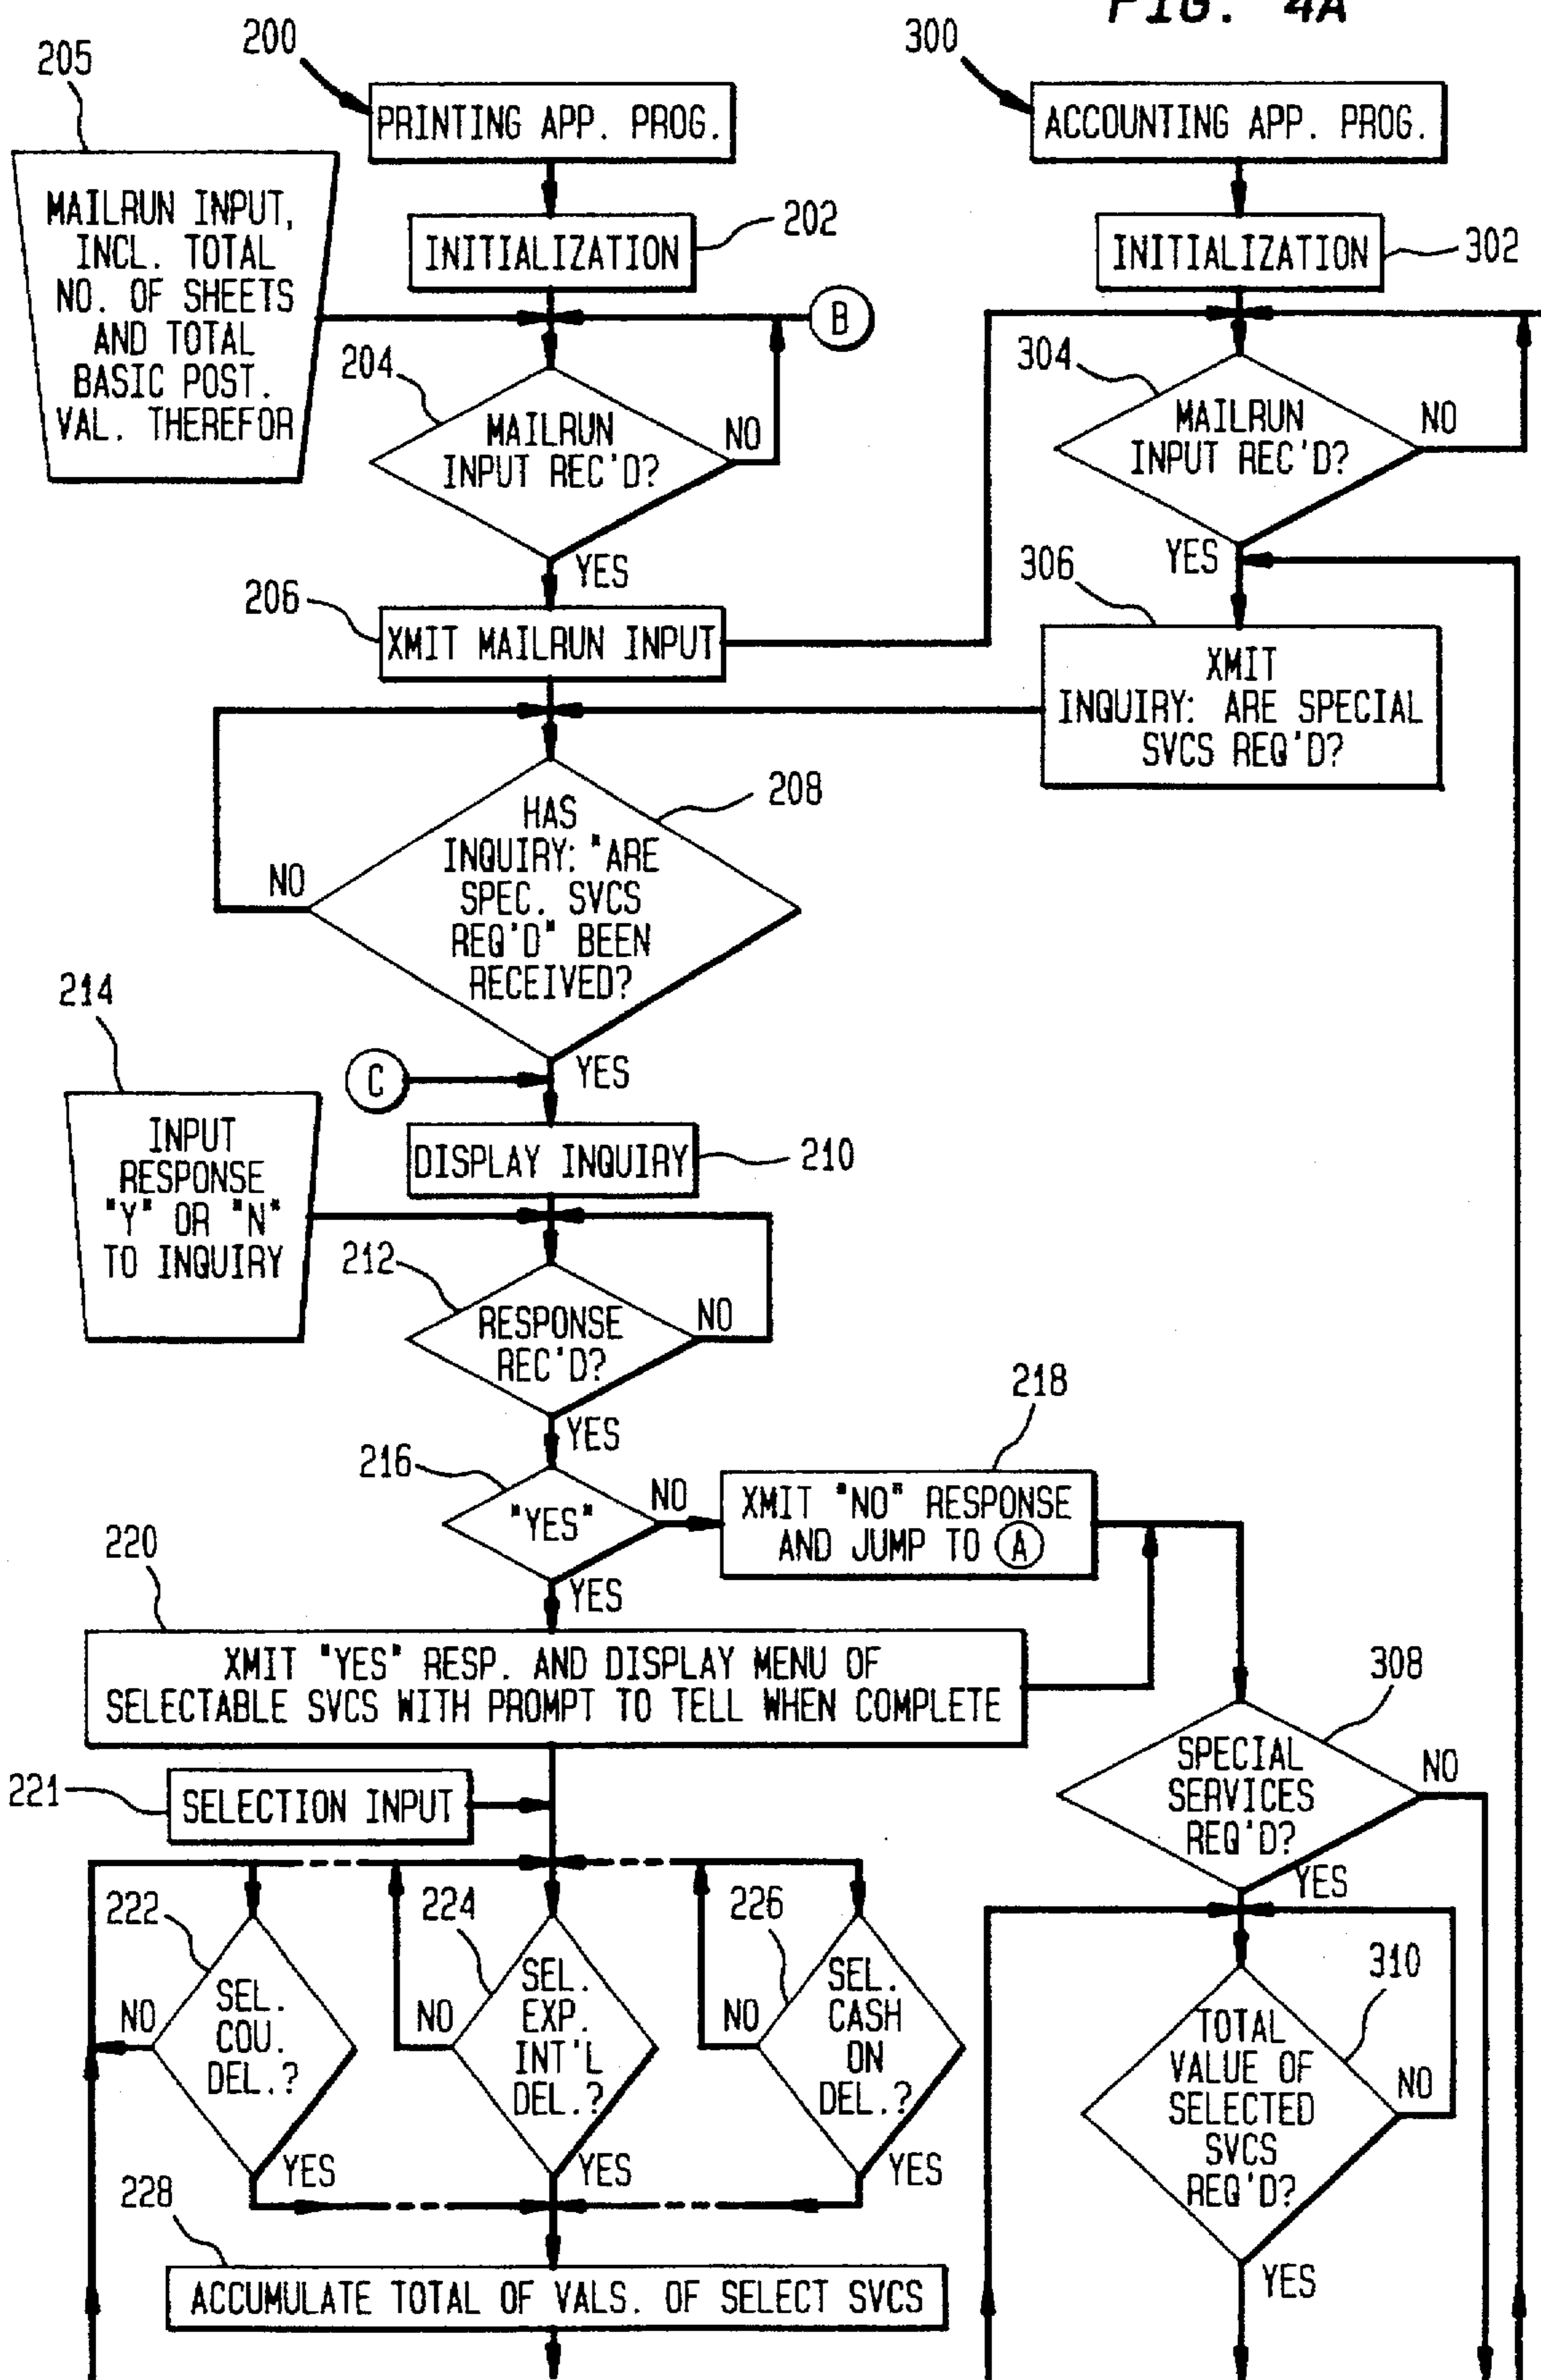 FIG. 4A
200
300
205
PRINTING APP. PROG.
ACCOUNTING APP. PROG.
MAILRUN INPUT,
INCL. TOTAL
NO. OF SHEETS
AND TOTAL
BASIC POST.
VAL. THEREFOR
INITIALIZATION
202
INITIALIZATION
302
B
204
MAILRUN
INPUT REC'D?
NO
YES
304
MAILRUN
INPUT REC'D?
NO
YES
206
XMIT MAILRUN INPUT
306
XMIT
INQUIRY: ARE SPECIAL
SVCS REQ'D?
208
HAS
INQUIRY: "ARE
SPEC. SVCS
REQ'D" BEEN
RECEIVED?
NO
YES
C
214
INPUT
RESPONSE
"Y" OR "N"
TO INQUIRY
DISPLAY INQUIRY
210
212
RESPONSE
REC'D?
NO
YES
216
"YES"
NO
YES
218
XMIT "NO" RESPONSE
AND JUMP TO A
220
XMIT "YES" RESP. AND DISPLAY MENU OF
SELECTABLE SVCS WITH PROMPT TO TELL WHEN COMPLETE
308
SPECIAL
SERVICES
REQ'D?
NO
YES
221
SELECTION INPUT
222
SEL.
COU.
DEL.?
NO
YES
224
SEL.
EXP.
INT'L
DEL.?
NO
YES
226
SEL.
CASH
ON
DEL.?
NO
YES
310
TOTAL
VALUE OF
SELECTED
SVCS
REQ'D?
NO
YES
228
ACCUMULATE TOTAL OF VALS. OF SELECT SVCS